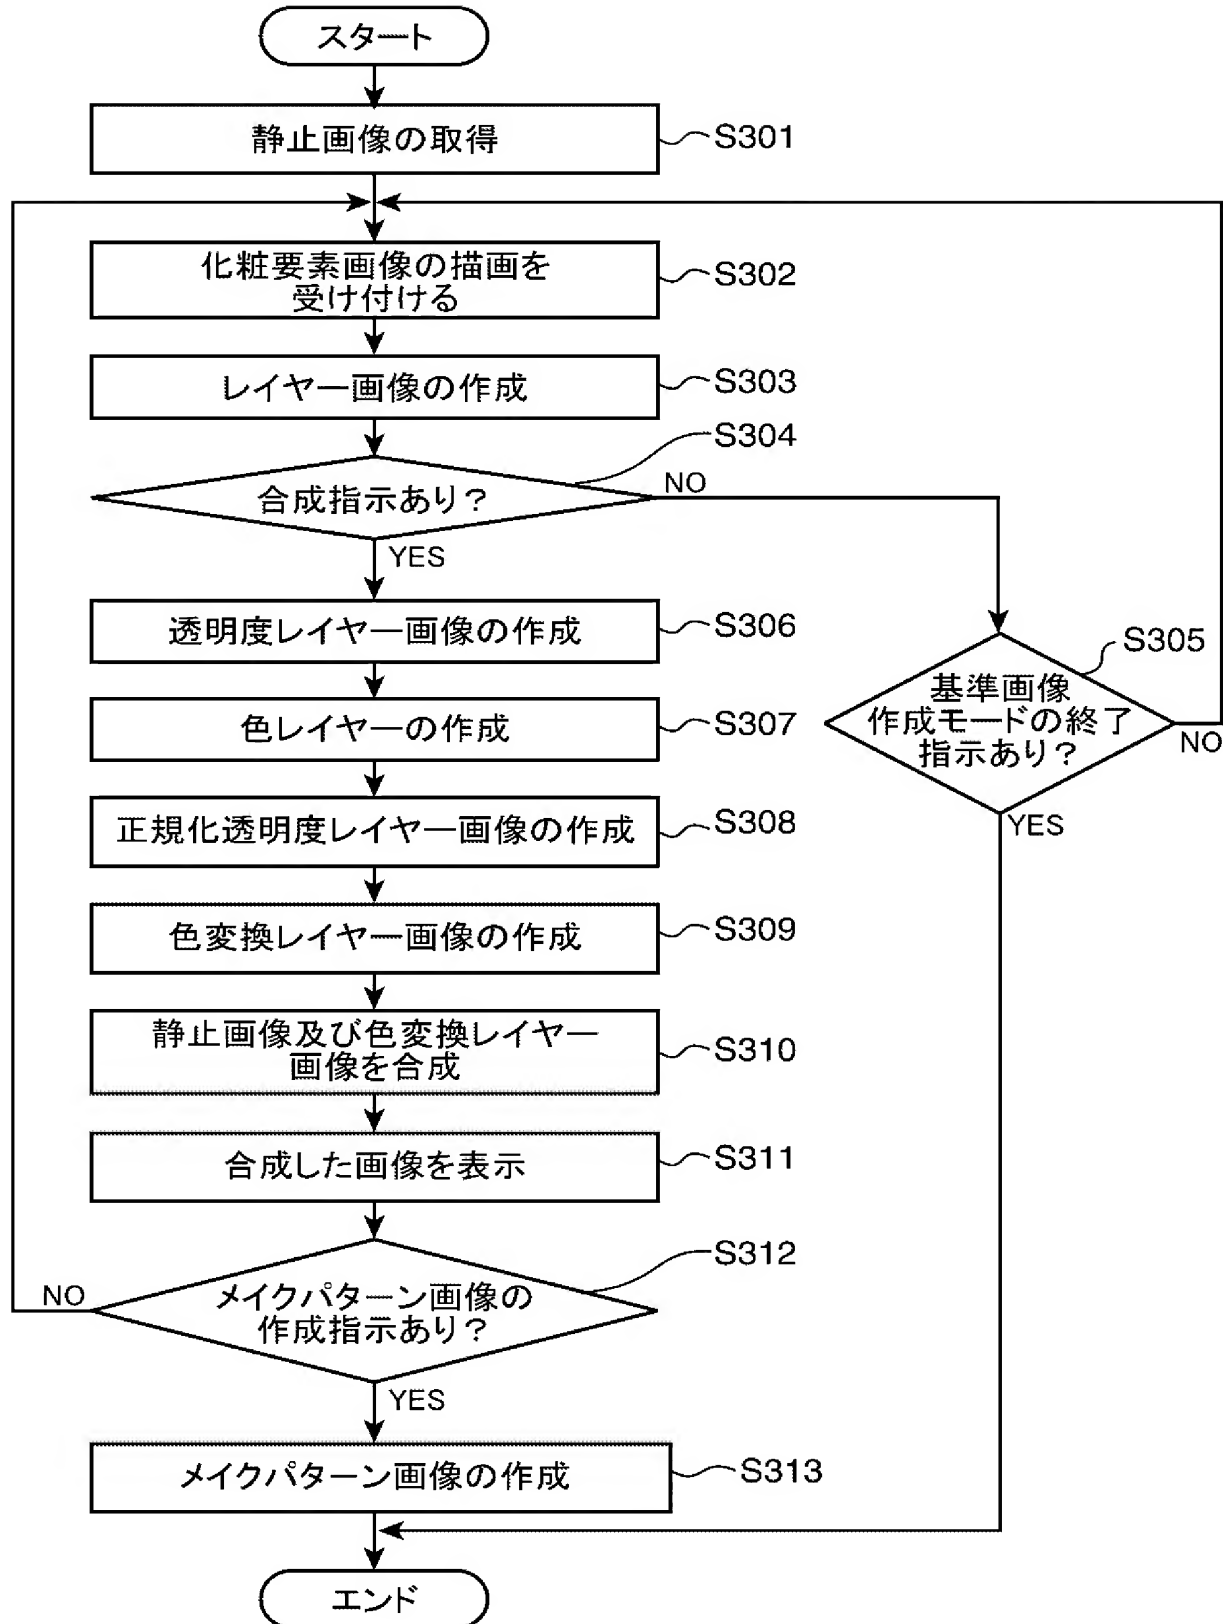 スタート
静止画像の取得
S301
化粧要素画像の描画を
受け付ける
S302
レイヤー画像の作成
S303
S304
合成指示あり?
NO
YES
透明度レイヤー画像の作成
S306
S305
基準画像
作成モードの終了
指示あり?
NO
YES
色レイヤーの作成
S307
正規化透明度レイヤー画像の作成
S308
色変換レイヤー画像の作成
S309
静止画像及び色変換レイヤー
画像を合成
S310
合成した画像を表示
S311
S312
メイクパターン画像の
作成指示あり?
NO
YES
メイクパターン画像の作成
S313
エンド